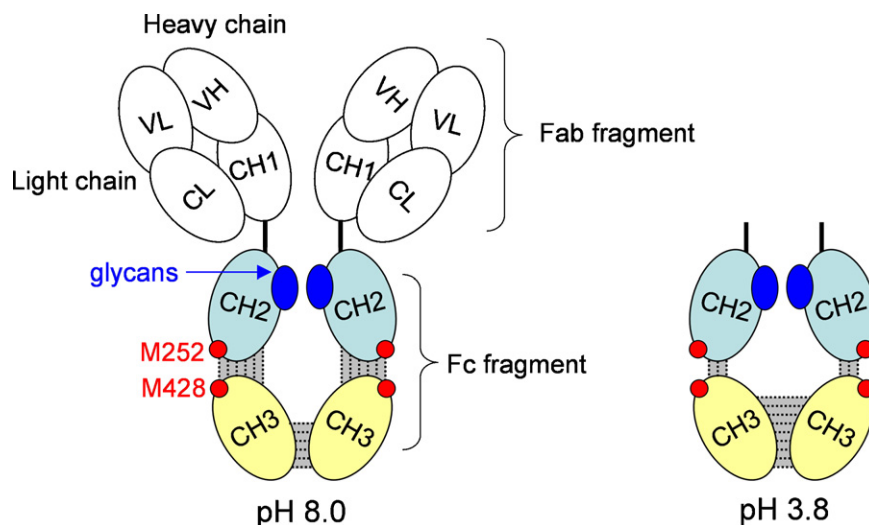 Heavy chain
VH
VH
VL
VL
Fab fragment
CH1
CH1
Light chain
CL
CL
glycans
CH2
CH2
CH2
CH2
M252
Fc fragment
M428
CH3
CH3
CH3
CH3
pH 8.0
pH 3.8